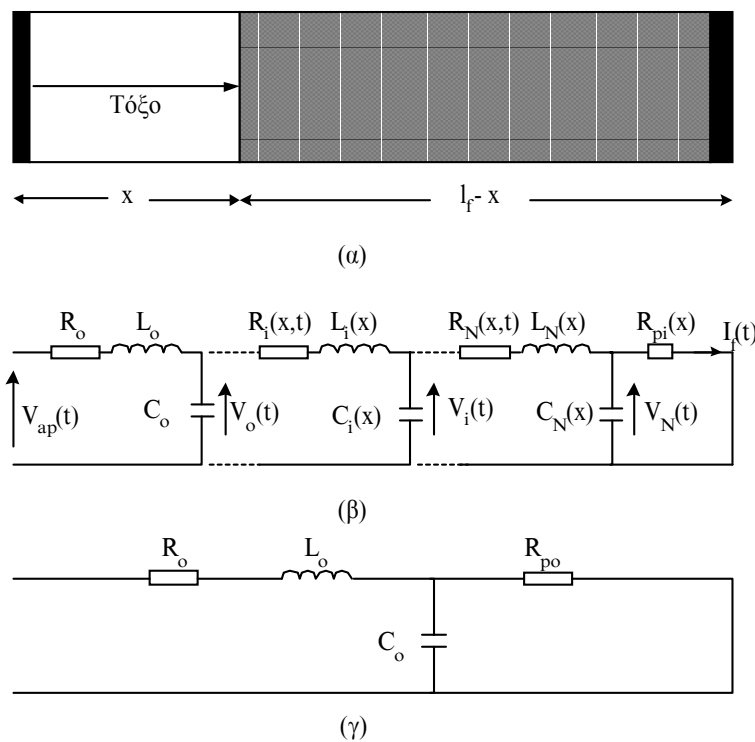 Τόξο
x l_f - x
(α)
R_o L_o R_i(x,t) L_i(x) R_N(x,t) L_N(x) R_pi(x) I_f(t)
V_ap(t) C_o V_o(t) C_i(x) V_i(t) C_N(x) V_N(t)
(β)
R_o L_o R_po
C_o
(γ)